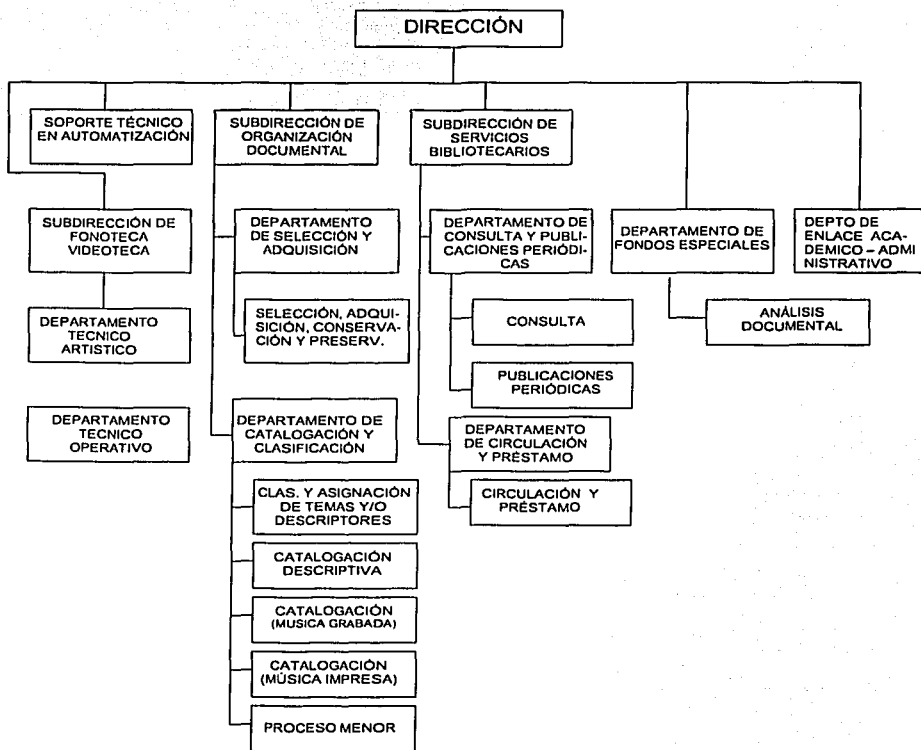 DIRECCIÓN
SOPORTE TÉCNICO
EN AUTOMATIZACIÓN
SUBDIRECCIÓN DE
ORGANIZACIÓN
DOCUMENTAL
SUBDIRECCIÓN DE
SERVICIOS
BIBLIOTECARIOS
SUBDIRECCIÓN DE
FONOTECA
VIDEOTECA
DEPARTAMENTO
DE SELECCIÓN Y
ADQUISICIÓN
DEPARTAMENTO DE
CONSULTA Y PUBLI-
CACIONES PERIÓDI-
CAS
DEPARTAMENTO DE
FONDOS ESPECIALES
DEPTO DE
ENLACE ACA-
DEMICO – ADMI
NISTRATIVO
DEPARTAMENTO
TECNICO
ARTISTICO
SELECCIÓN, ADQUI-
SICIÓN, CONSERVA-
CIÓN Y PRESERV.
CONSULTA
ANÁLISIS
DOCUMENTAL
PUBLICACIONES
PERIÓDICAS
DEPARTAMENTO
TECNICO
OPERATIVO
DEPARTAMENTO DE
CATALOGACIÓN Y
CLASIFICACIÓN
DEPARTAMENTO
DE CIRCULACIÓN
Y PRÉSTAMO
CLAS. Y ASIGNACIÓN
DE TEMAS Y/O
DESCRIPTORES
CIRCULACIÓN Y
PRÉSTAMO
CATALOGACIÓN
DESCRIPTIVA
CATALOGACIÓN
(MUSICA GRABADA)
CATALOGACIÓN
(MÚSICA IMPRESA)
PROCESO MENOR